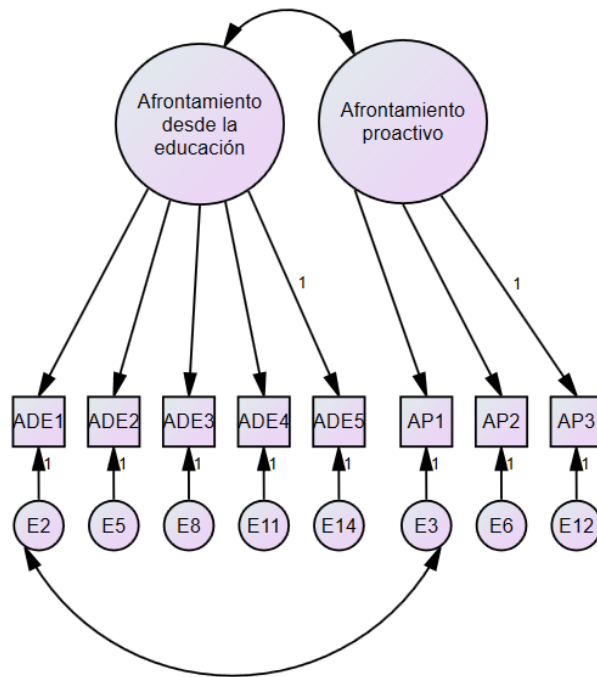 Afrontamiento
desde la
educación
Afrontamiento
proactivo
1
1
ADE1
ADE2
ADE3
ADE4
ADE5
AP1
AP2
AP3
1
1
1
1
1
1
1
1
E2
E5
E8
E11
E14
E3
E6
E12